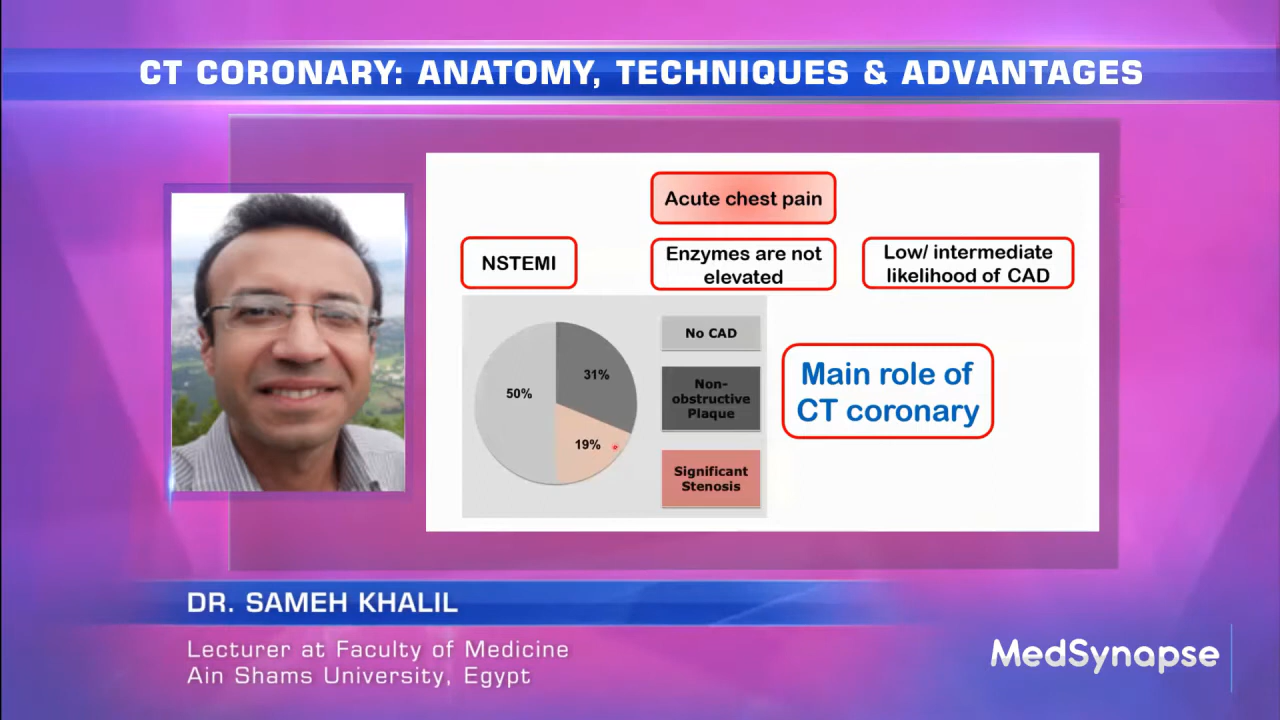 CT CORONARY: ANATOMY, TECHNIQUES & ADVANTAGES
Acute chest pain
NSTEMI
Enzymes are not
elevated
Low/ intermediate
likelihood of CAD
50%
31%
19%
No CAD
Non-
obstructive
Plaque
Significant
Stenosis
Main role of
CT coronary
DR. SAMEH KHALIL
Lecturer at Faculty of Medicine
Ain Shams University, Egypt
MedSynapse